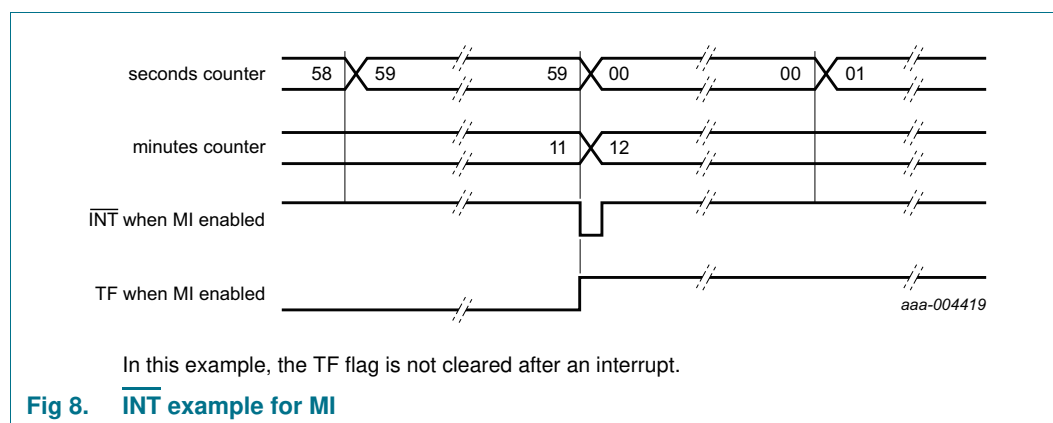 seconds counter 58 59 59 00 00 01
minutes counter 11 12
INT when MI enabled
TF when MI enabled
aaa-004419
In this example, the TF flag is not cleared after an interrupt.
Fig 8. INT example for MI